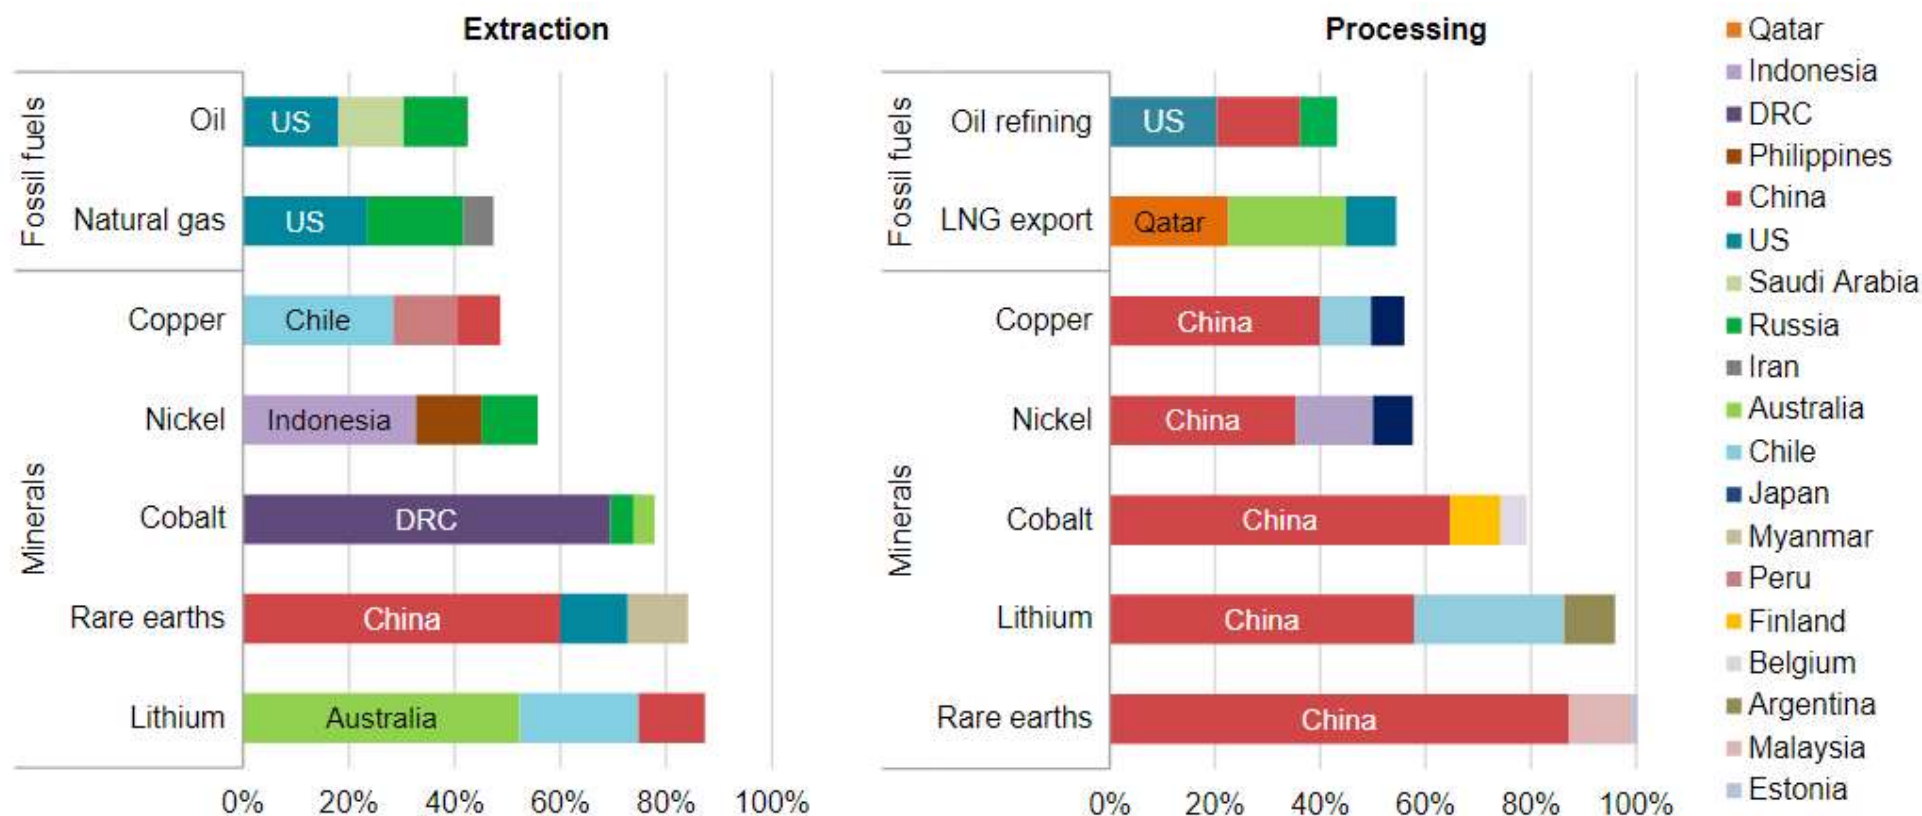 Extraction
Fossil fuels
Oil
US
Natural gas
US
Minerals
Copper
Chile
Nickel
Indonesia
Cobalt
DRC
Rare earths
China
Lithium
Australia
0% 20% 40% 60% 80% 100%
Processing
Fossil fuels
Oil refining
US
LNG export
Qatar
Minerals
Copper
China
Nickel
China
Cobalt
China
Lithium
China
Rare earths
China
0% 20% 40% 60% 80% 100%
Qatar
Indonesia
DRC
Philippines
China
US
Saudi Arabia
Russia
Iran
Australia
Chile
Japan
Myanmar
Peru
Finland
Belgium
Argentina
Malaysia
Estonia